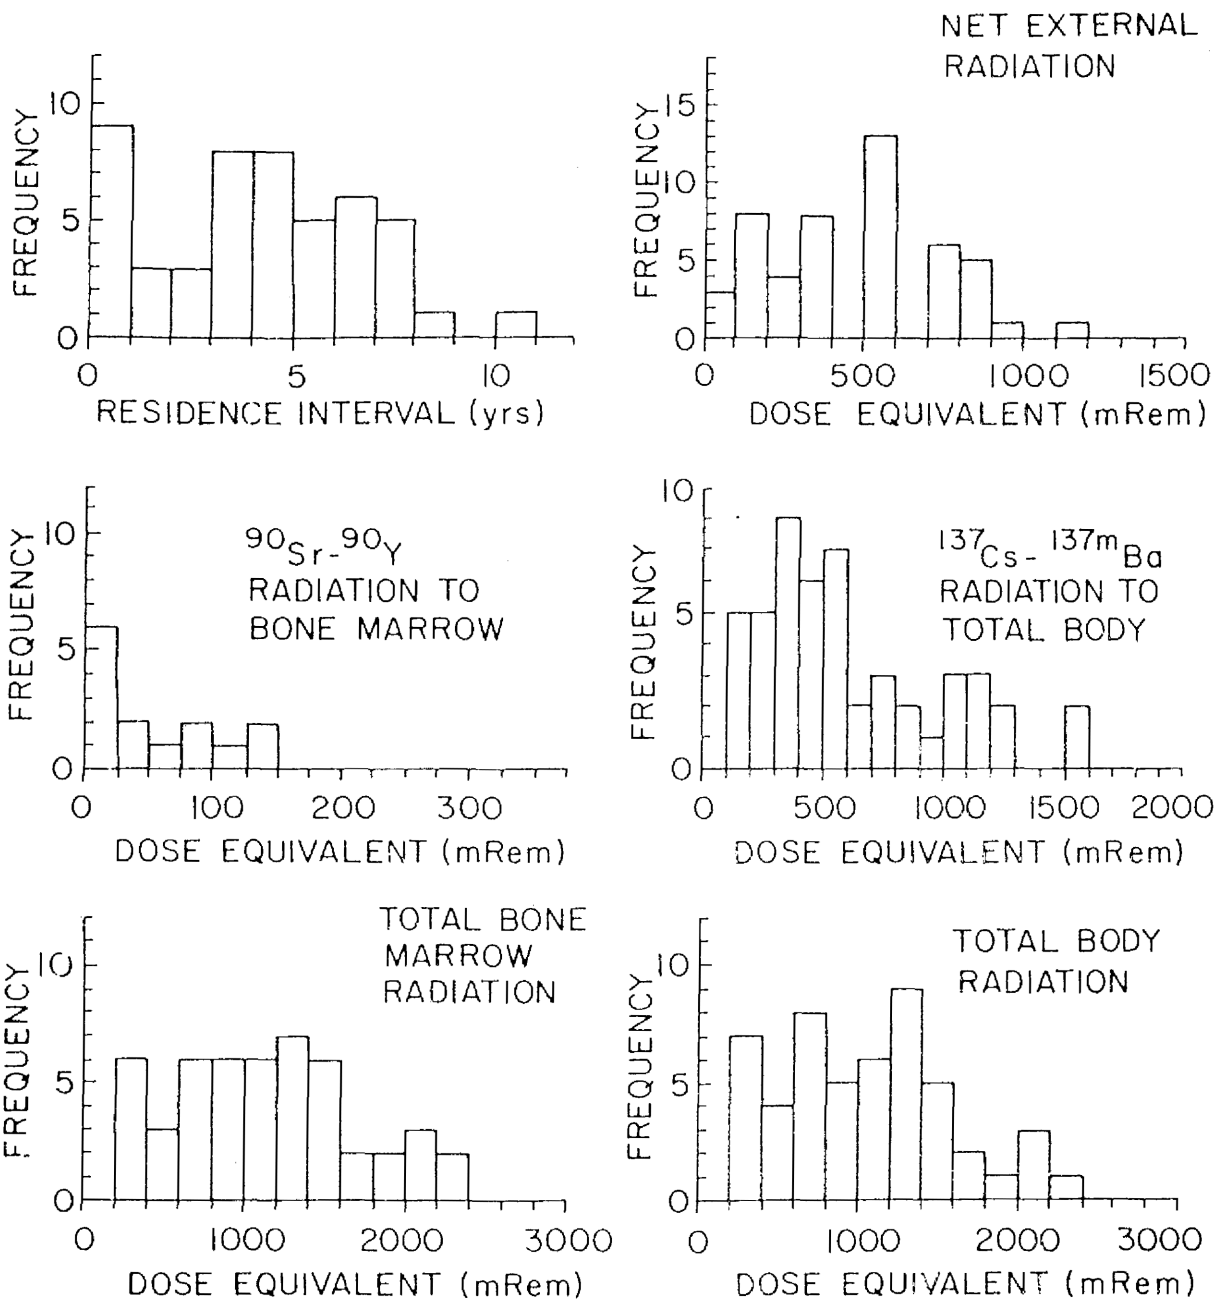 FREQUENCY
10
5
0
0 5 10
RESIDENCE INTERVAL (yrs)
NET EXTERNAL
RADIATION
FREQUENCY
15
10
5
0
0 500 1000 1500
DOSE EQUIVALENT (mRem)
FREQUENCY
10
5
0
90Sr-90Y
RADIATION TO
BONE MARROW
0 100 200 300
DOSE EQUIVALENT (mRem)
FREQUENCY
10
5
0
137Cs-137mBa
RADIATION TO
TOTAL BODY
0 500 1000 1500 2000
DOSE EQUIVALENT (mRem)
FREQUENCY
10
5
0
TOTAL BONE
MARROW
RADIATION
0 1000 2000 3000
DOSE EQUIVALENT (mRem)
FREQUENCY
10
5
0
TOTAL BODY
RADIATION
0 1000 2000 3000
DOSE EQUIVALENT (mRem)